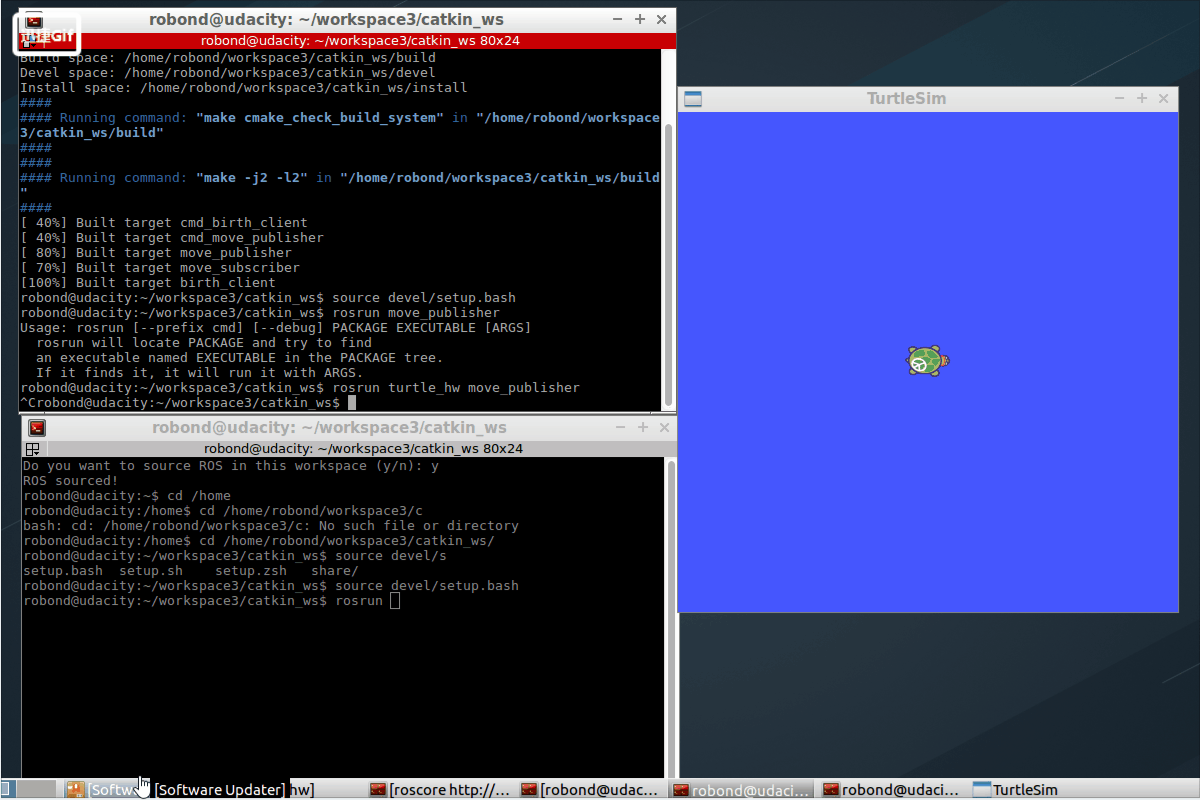 robond@udacity: ~/workspace3/catkin_ws
robond@udacity: ~/workspace3/catkin_ws 80x24
Build space: /home/robond/workspace3/catkin_ws/build
Devel space: /home/robond/workspace3/catkin_ws/devel
Install space: /home/robond/workspace3/catkin_ws/install
####
#### Running command: "make cmake_check_build_system" in "/home/robond/workspace
3/catkin_ws/build"
####
####
#### Running command: "make -j2 -l2" in "/home/robond/workspace3/catkin_ws/build
"
####
[ 40%] Built target cmd_birth_client
[ 40%] Built target cmd_move_publisher
[ 80%] Built target move_publisher
[ 70%] Built target move_subscriber
[100%] Built target birth_client
robond@udacity:~/workspace3/catkin_ws$ source devel/setup.bash
robond@udacity:~/workspace3/catkin_ws$ rosrun move_publisher
Usage: rosrun [--prefix cmd] [--debug] PACKAGE EXECUTABLE [ARGS]
  rosrun will locate PACKAGE and try to find
  an executable named EXECUTABLE in the PACKAGE tree.
  If it finds it, it will run it with ARGS.
robond@udacity:~/workspace3/catkin_ws$ rosrun turtle_hw move_publisher
^Crobond@udacity:~/workspace3/catkin_ws$
robond@udacity: ~/workspace3/catkin_ws
robond@udacity: ~/workspace3/catkin_ws 80x24
Do you want to source ROS in this workspace (y/n): y
ROS sourced!
robond@udacity:~$ cd /home
robond@udacity:/home$ cd /home/robond/workspace3/c
bash: cd: /home/robond/workspace3/c: No such file or directory
robond@udacity:/home$ cd /home/robond/workspace3/catkin_ws/
robond@udacity:~/workspace3/catkin_ws$ source devel/s
setup.bash  setup.sh    setup.zsh   share/
robond@udacity:~/workspace3/catkin_ws$ source devel/setup.bash
robond@udacity:~/workspace3/catkin_ws$ rosrun
TurtleSim
[Softw [Software Updater] hw] [roscore http://... [robond@udac... robond@udaci... robond@udaci... TurtleSim